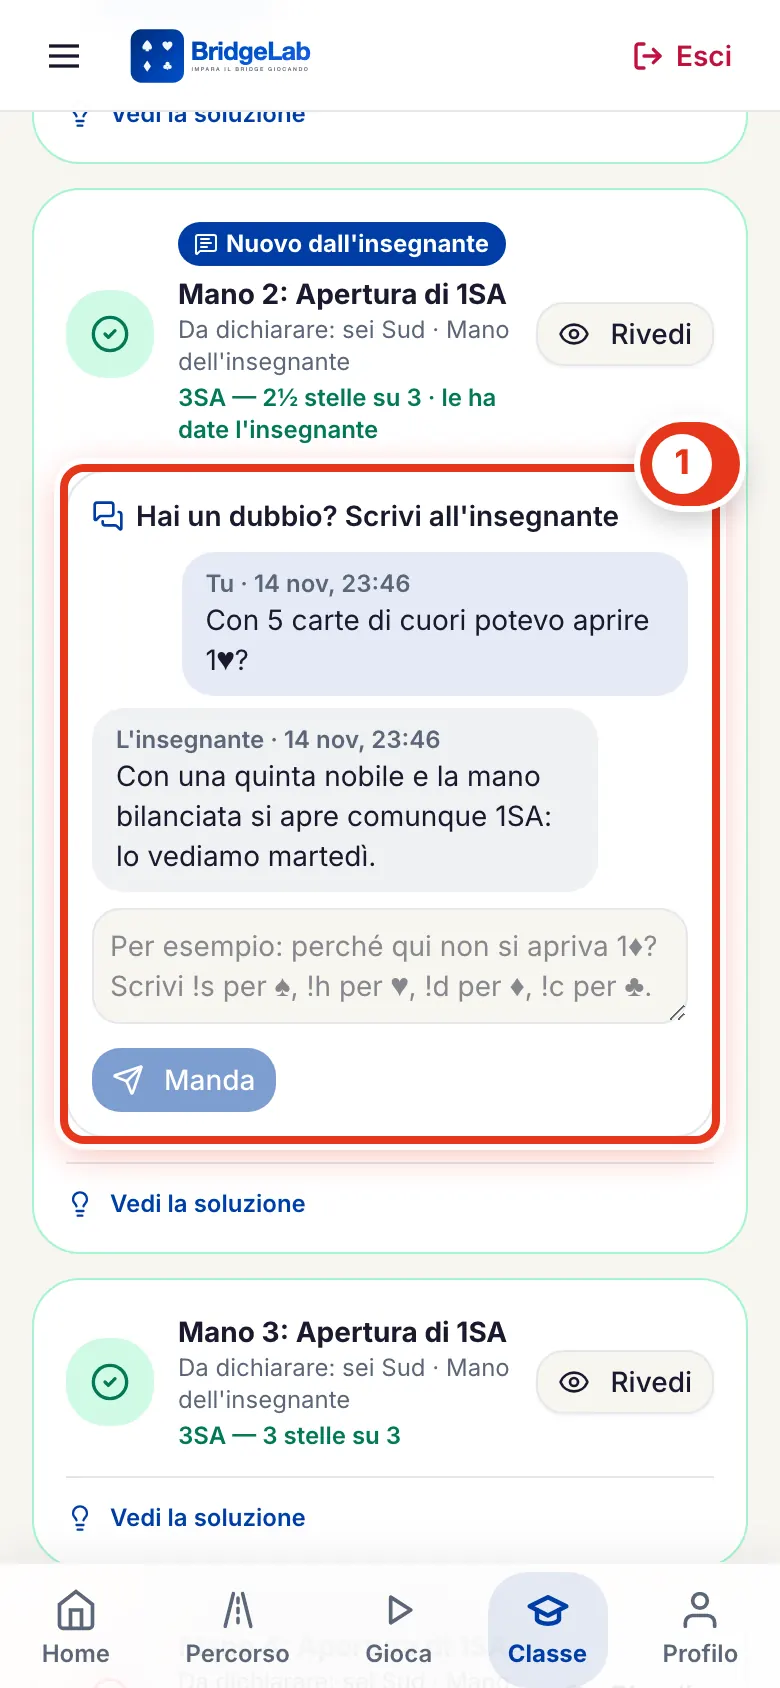 BridgeLab
IMPARA IL BRIDGE GIOCANDO
Esci
Vedi la soluzione
Nuovo dall'insegnante
Mano 2: Apertura di 1SA
Da dichiarare: sei Sud · Mano
dell'insegnante
3SA — 2½ stelle su 3 · le ha
date l'insegnante
Rivedi
1
Hai un dubbio? Scrivi all'insegnante
Tu · 14 nov, 23:46
Con 5 carte di cuori potevo aprire
1♥?
L'insegnante · 14 nov, 23:46
Con una quinta nobile e la mano
bilanciata si apre comunque 1SA:
lo vediamo martedì.
Per esempio: perché qui non si apriva 1♦?
Scrivi !s per ♠, !h per ♥, !d per ♦, !c per ♣.
Manda
Vedi la soluzione
Mano 3: Apertura di 1SA
Da dichiarare: sei Sud · Mano
dell'insegnante
3SA — 3 stelle su 3
Rivedi
Vedi la soluzione
Home
Percorso
Gioca
Classe
Profilo